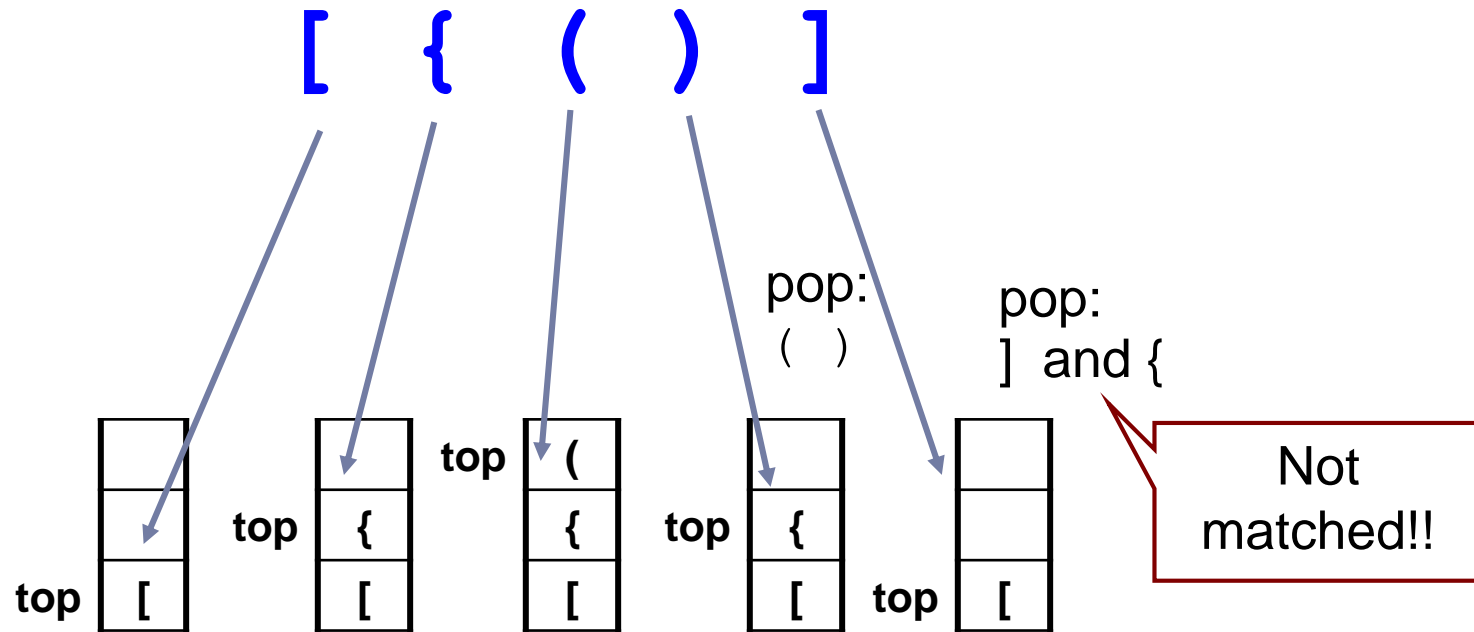 [ { ( ) ]
pop:
( )
pop:
] and {
Not
matched!!
top [
top {
[
top (
{
[
top {
[
top [